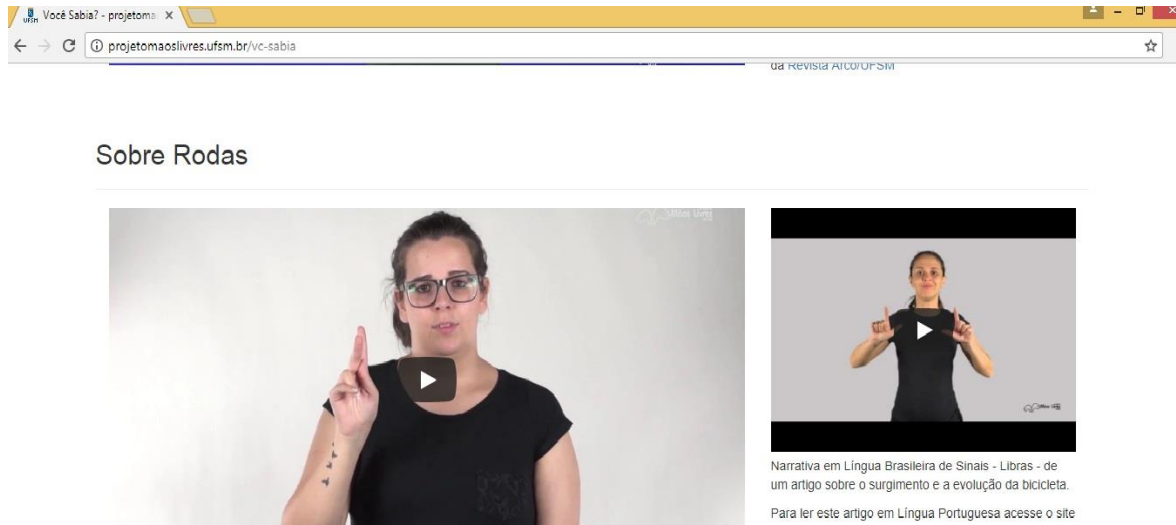 Você Sabia? - projetoma
projetomaoslivres.ufsm.br/vc-sabia
da Revista Arco/UFSM
Sobre Rodas
Mãos Livres
Narrativa em Língua Brasileira de Sinais - Libras - de
um artigo sobre o surgimento e a evolução da bicicleta.
Para ler este artigo em Língua Portuguesa acesse o site